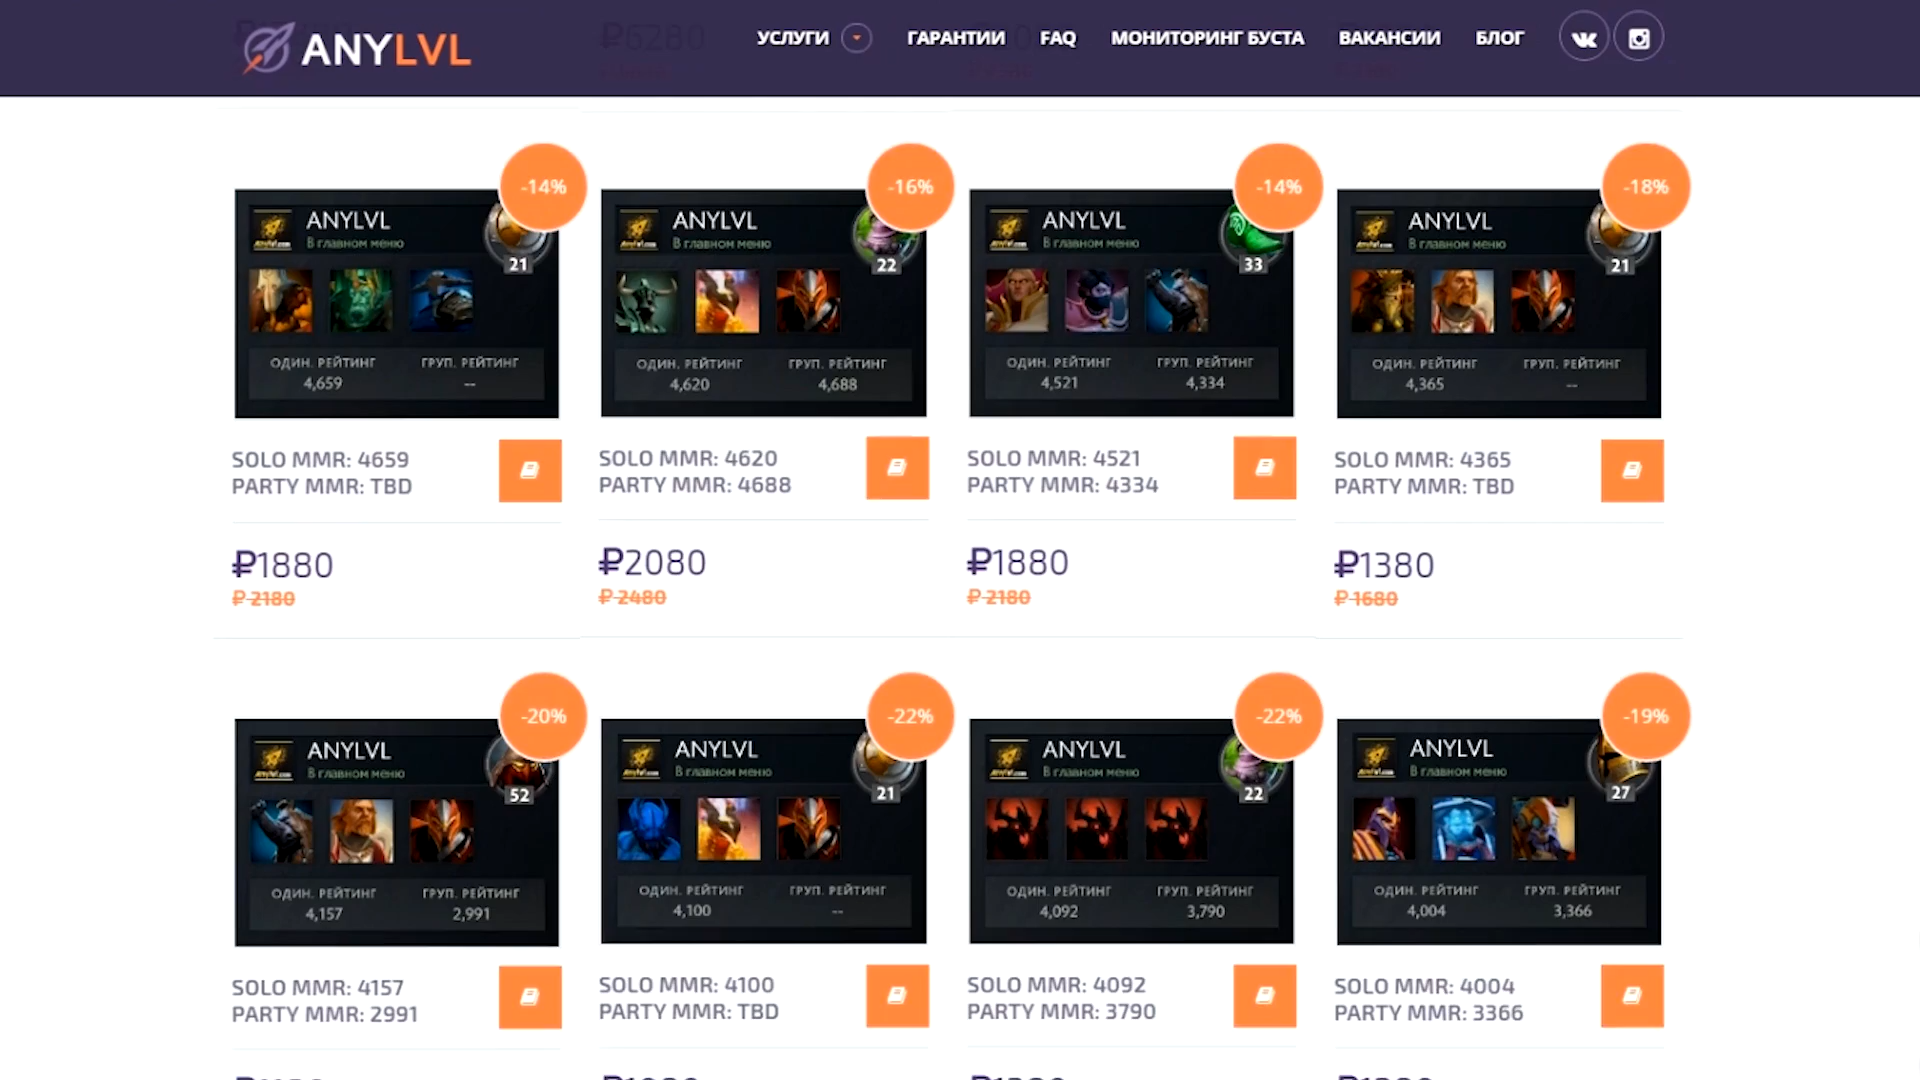 ANYLVL
УСЛУГИ
ГАРАНТИИ
FAQ
МОНИТОРИНГ БУСТА
ВАКАНСИИ
БЛОГ
-14%
ANYLVL
В главном меню
21
ОДИН. РЕЙТИНГ ГРУП. РЕЙТИНГ
4,659 --
SOLO MMR: 4659
PARTY MMR: TBD
₽1880
₽ 2180
-16%
ANYLVL
В главном меню
22
ОДИН. РЕЙТИНГ ГРУП. РЕЙТИНГ
4,620 4,688
SOLO MMR: 4620
PARTY MMR: 4688
₽2080
₽ 2480
-14%
ANYLVL
В главном меню
33
ОДИН. РЕЙТИНГ ГРУП. РЕЙТИНГ
4,521 4,334
SOLO MMR: 4521
PARTY MMR: 4334
₽1880
₽ 2180
-18%
ANYLVL
В главном меню
21
ОДИН. РЕЙТИНГ ГРУП. РЕЙТИНГ
4,365 --
SOLO MMR: 4365
PARTY MMR: TBD
₽1380
₽ 1680
-20%
ANYLVL
В главном меню
52
ОДИН. РЕЙТИНГ ГРУП. РЕЙТИНГ
4,157 2,991
SOLO MMR: 4157
PARTY MMR: 2991
-22%
ANYLVL
В главном меню
21
ОДИН. РЕЙТИНГ ГРУП. РЕЙТИНГ
4,100 --
SOLO MMR: 4100
PARTY MMR: TBD
-22%
ANYLVL
В главном меню
22
ОДИН. РЕЙТИНГ ГРУП. РЕЙТИНГ
4,092 3,790
SOLO MMR: 4092
PARTY MMR: 3790
-19%
ANYLVL
В главном меню
27
ОДИН. РЕЙТИНГ ГРУП. РЕЙТИНГ
4,004 3,366
SOLO MMR: 4004
PARTY MMR: 3366